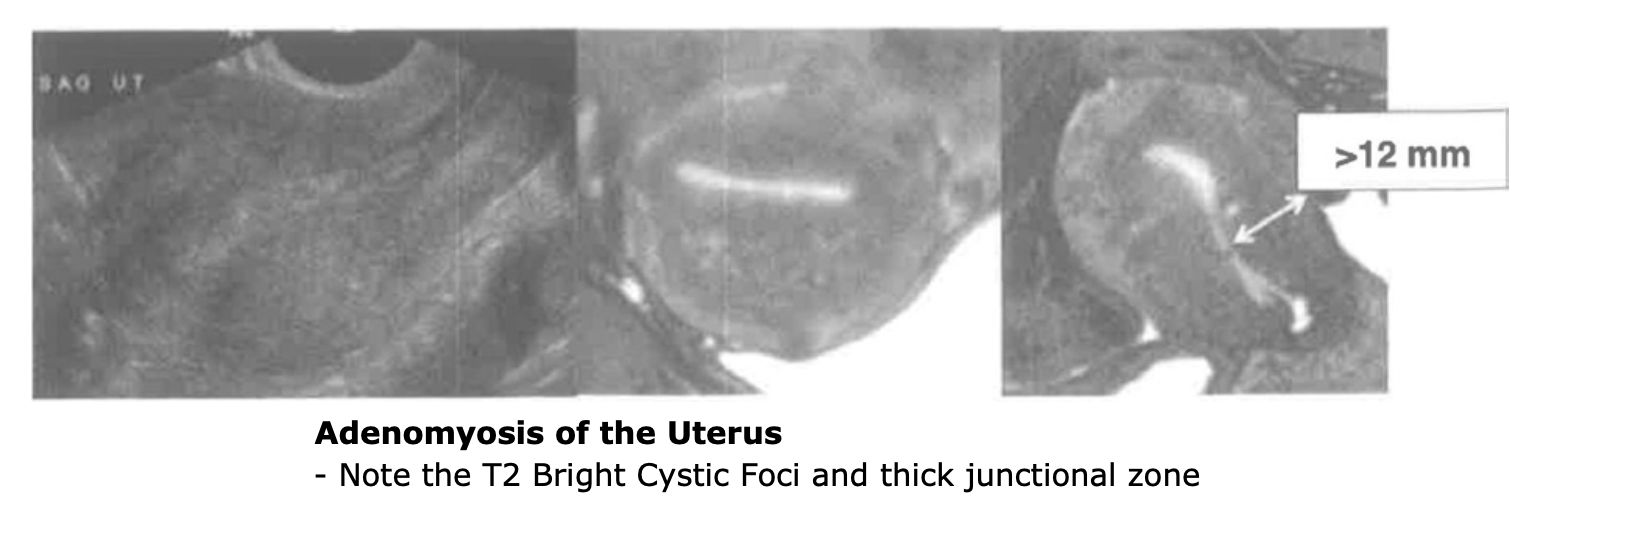 SAG UT
>12 mm
Adenomyosis of the Uterus
- Note the T2 Bright Cystic Foci and thick junctional zone